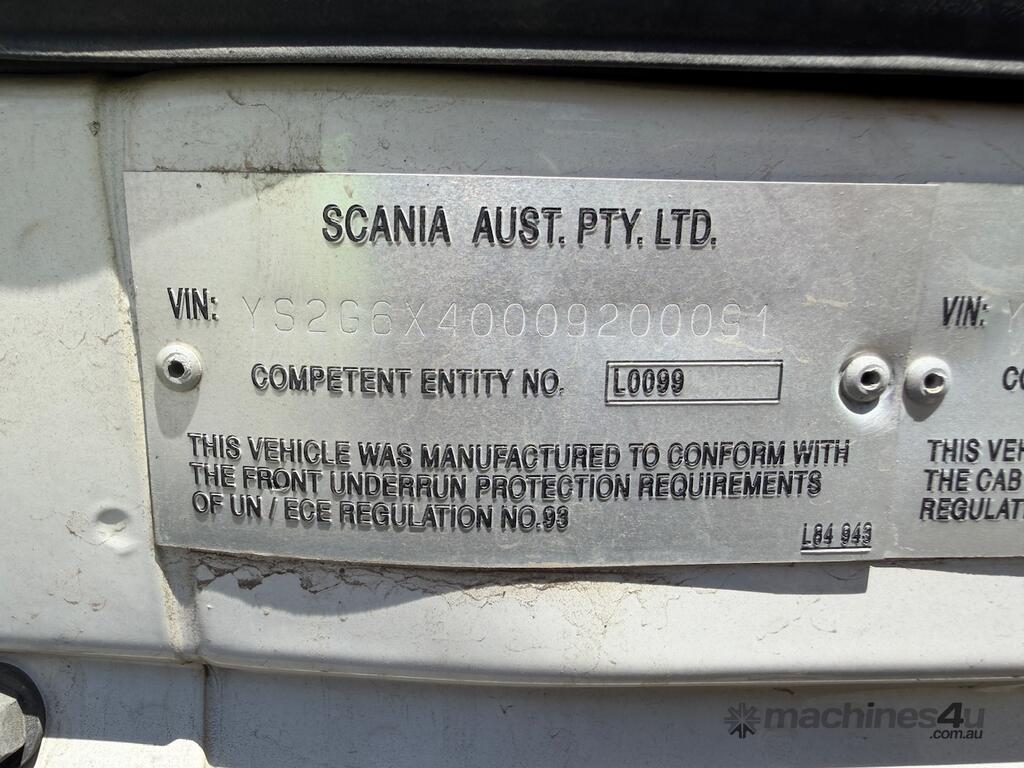 SCANIA AUST. PTY. LTD.
VIN: YS2G6X40009200091
COMPETENT ENTITY NO. L0099
THIS VEHICLE WAS MANUFACTURED TO CONFORM WITH
THE FRONT UNDERRUN PROTECTION REQUIREMENTS
OF UN / ECE REGULATION NO.93
L84 943
VIN: Y
CO
THIS VEH
THE CAB
REGULATI
machines4u
.com.au